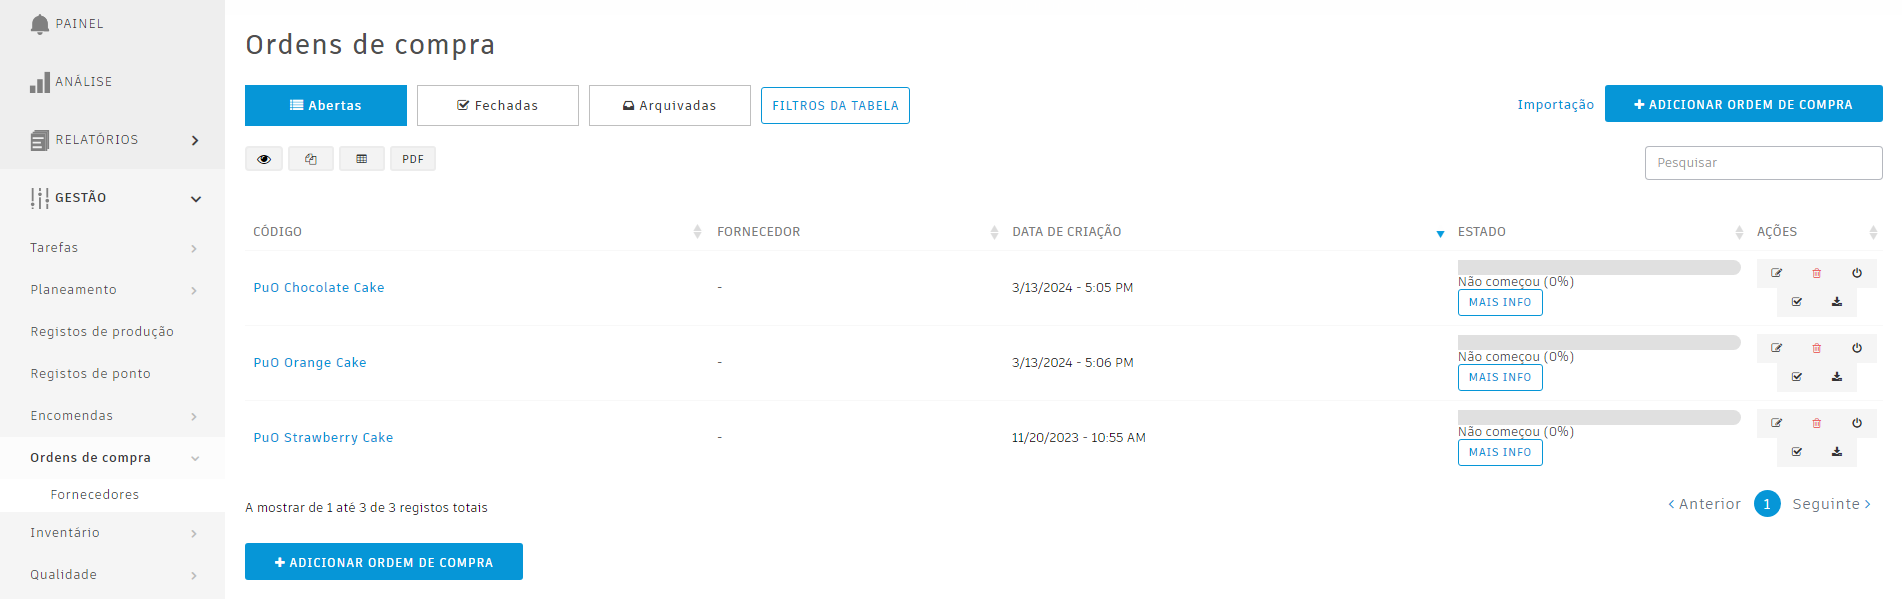 PAINEL
ANÁLISE
RELATÓRIOS
GESTÃO
Tarefas
Planeamento
Registos de produção
Registos de ponto
Encomendas
Ordens de compra
Fornecedores
Inventário
Qualidade
Ordens de compra
Abertas
Fechadas
Arquivadas
FILTROS DA TABELA
Importação
ADICIONAR ORDEM DE COMPRA
PDF
Pesquisar
CÓDIGO FORNECEDOR DATA DE CRIAÇÃO ESTADO AÇÕES
PuO Chocolate Cake - 3/13/2024 - 5:05 PM Não começou (0%)
MAIS INFO
PuO Orange Cake - 3/13/2024 - 5:06 PM Não começou (0%)
MAIS INFO
PuO Strawberry Cake - 11/20/2023 - 10:55 AM Não começou (0%)
MAIS INFO
A mostrar de 1 até 3 de 3 registos totais
< Anterior 1 Seguinte >
ADICIONAR ORDEM DE COMPRA